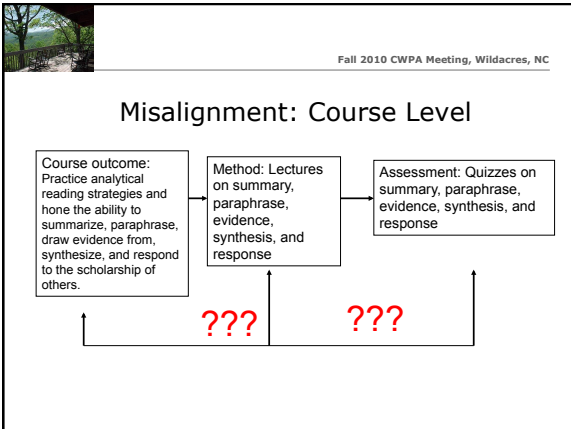 Fall 2010 CWPA Meeting, Wildacres, NC
Misalignment: Course Level
Course outcome:
Practice analytical
reading strategies and
hone the ability to
summarize, paraphrase,
draw evidence from,
synthesize, and respond
to the scholarship of
others.
Method: Lectures
on summary,
paraphrase,
evidence,
synthesis, and
response
Assessment: Quizzes on
summary, paraphrase,
evidence, synthesis, and
response
???
???